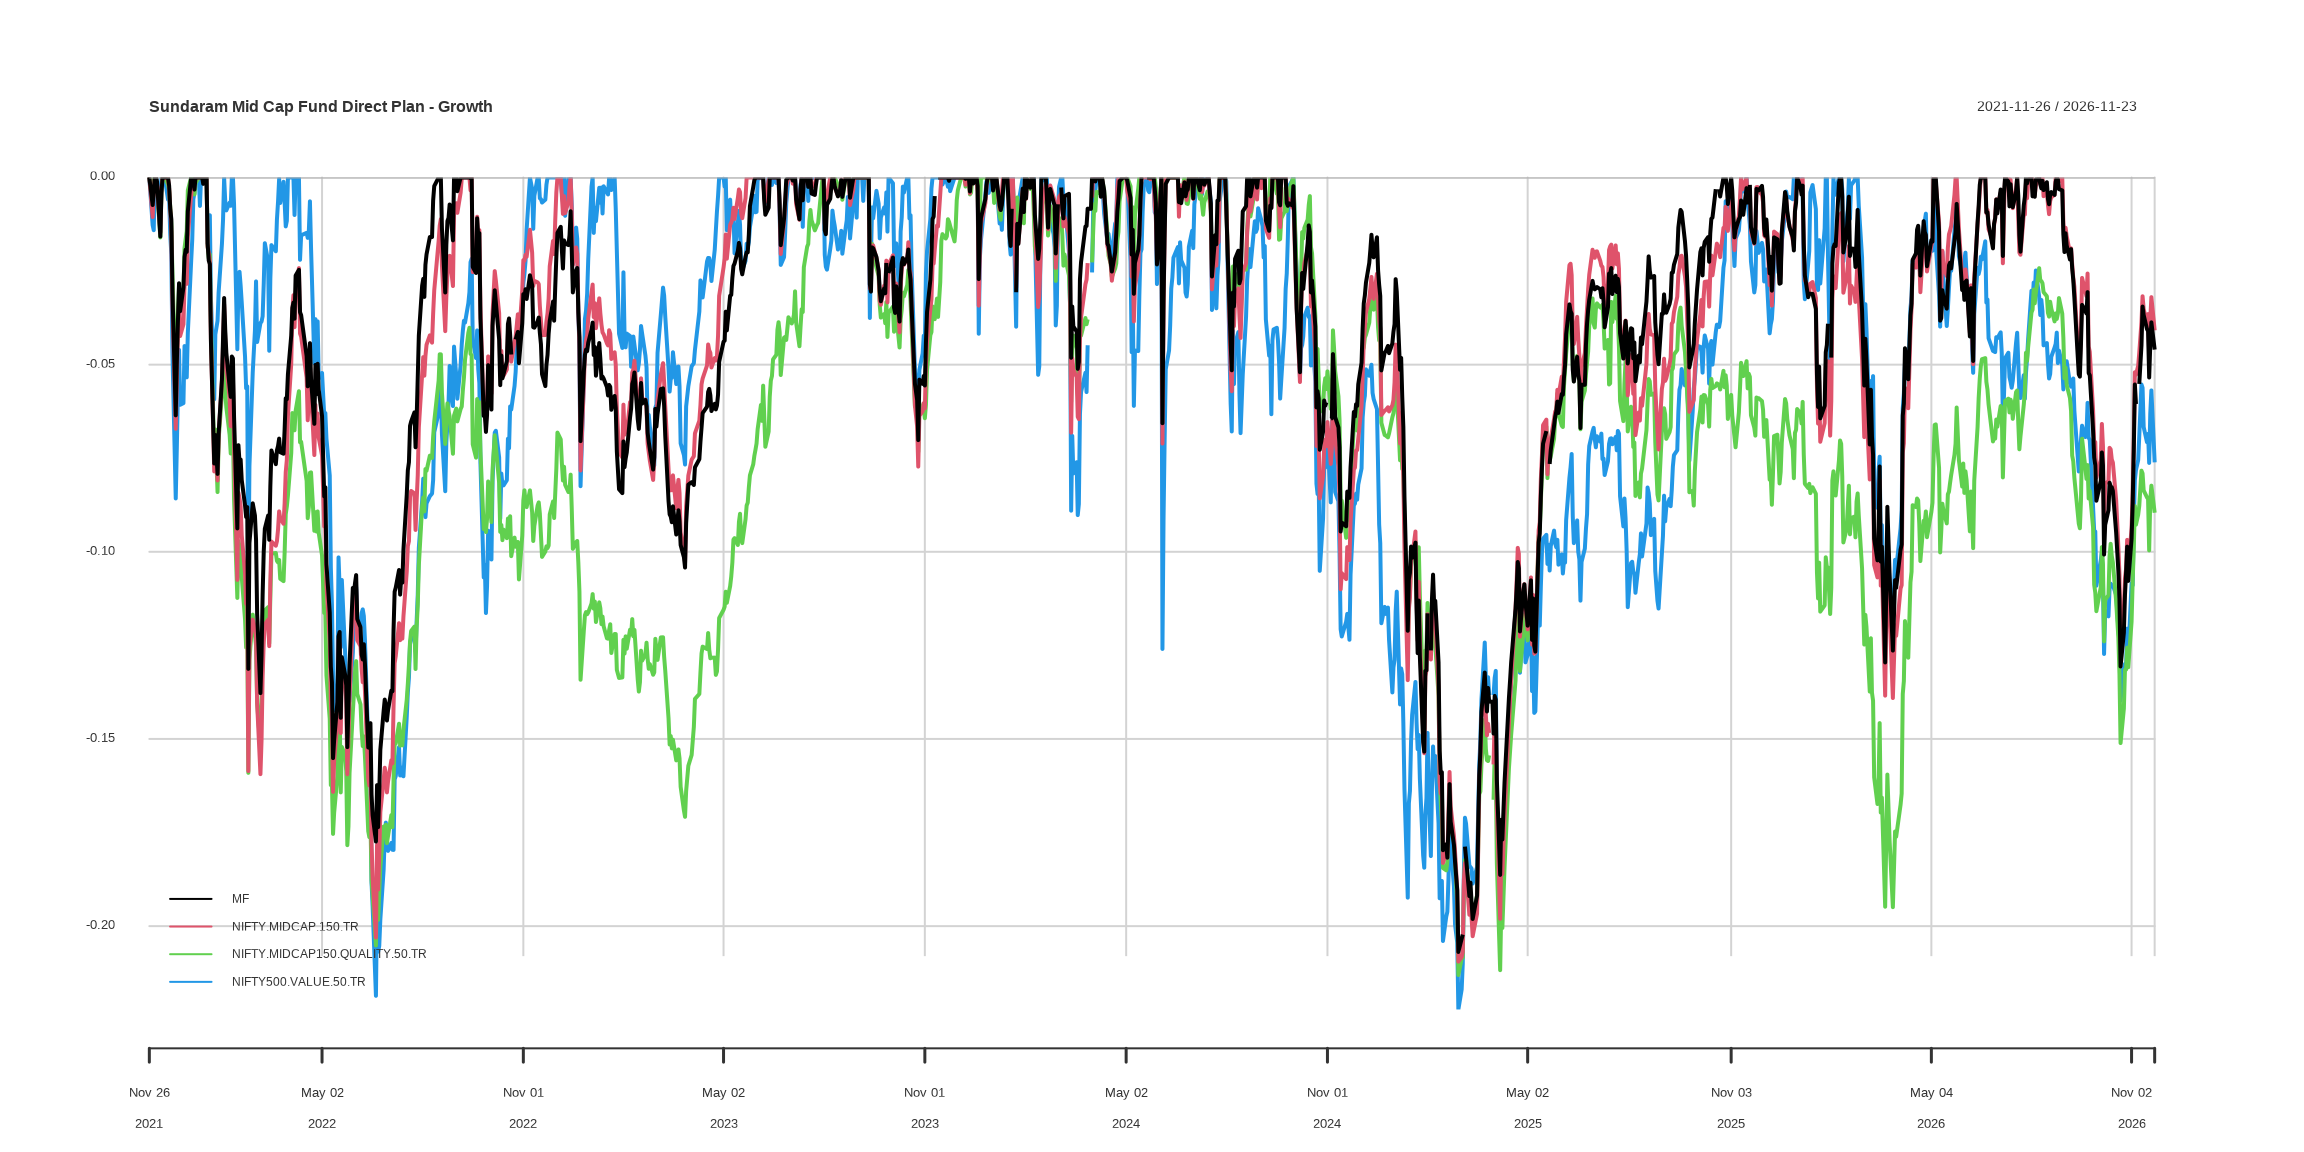 Sundaram Mid Cap Fund Direct Plan - Growth
2021-11-26 / 2026-11-23
0.00
-0.05
-0.10
-0.15
-0.20
MF
NIFTY.MIDCAP.150.TR
NIFTY.MIDCAP150.QUALITY.50.TR
NIFTY500.VALUE.50.TR
Nov 26 May 02 Nov 01 May 02 Nov 01 May 02 Nov 01 May 02 Nov 03 May 04 Nov 02
2021 2022 2022 2023 2023 2024 2024 2025 2025 2026 2026